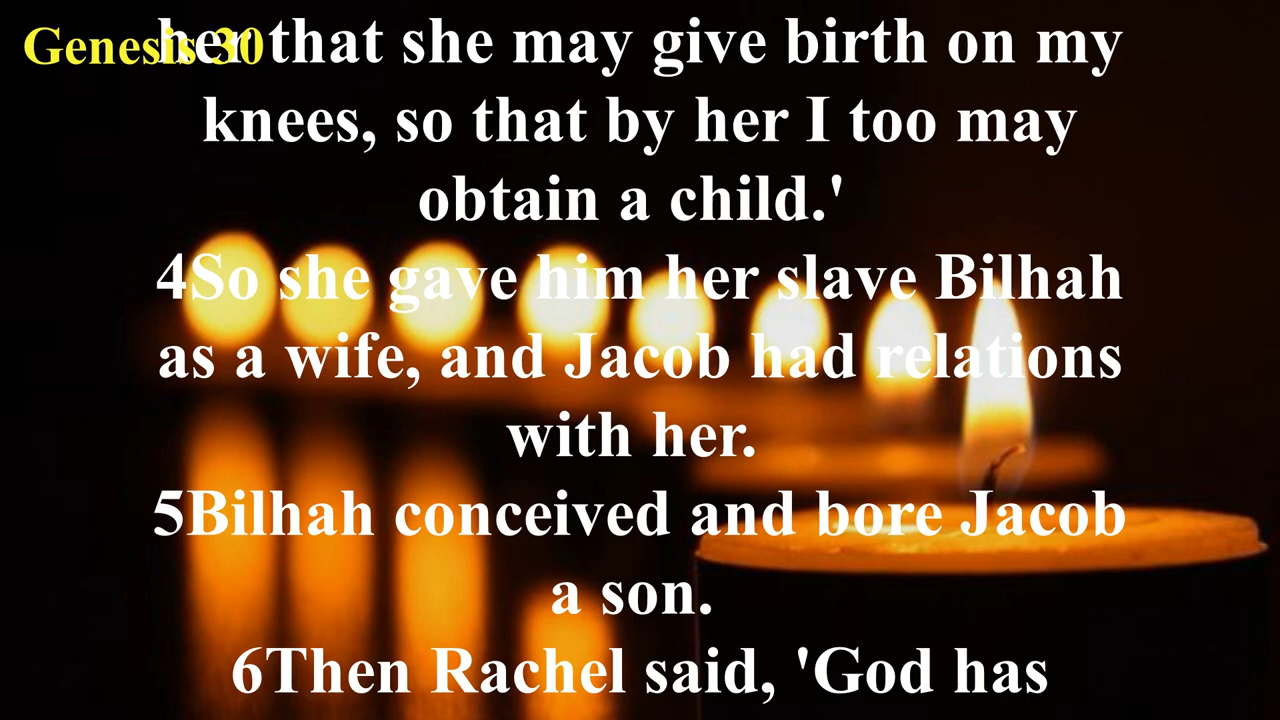 Genesis 30
her that she may give birth on my
knees, so that by her I too may
obtain a child.'
4So she gave him her slave Bilhah
as a wife, and Jacob had relations
with her.
5Bilhah conceived and bore Jacob
a son.
6Then Rachel said, 'God has